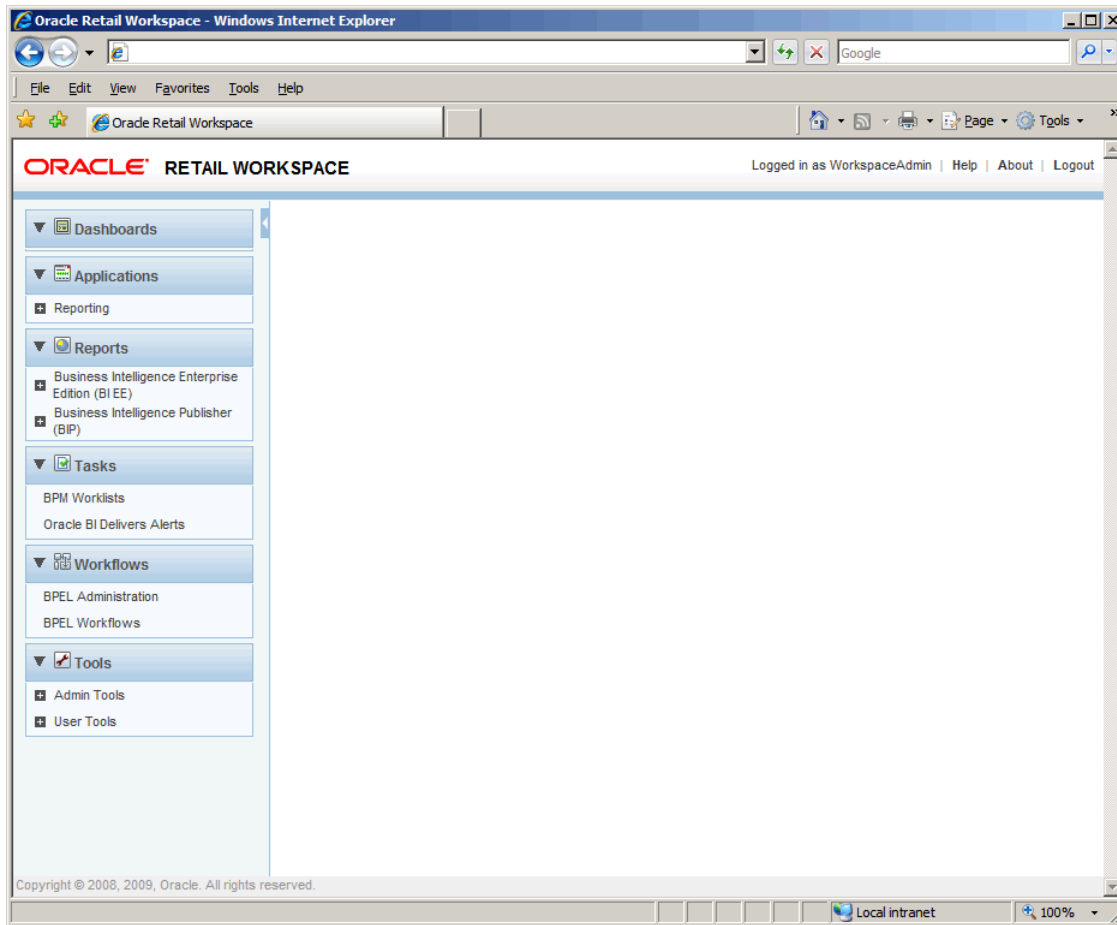 Oracle Retail Workspace - Windows Internet Explorer
Google
File Edit View Favorites Tools Help
Oracle Retail Workspace
Page Tools »
ORACLE RETAIL WORKSPACE
Logged in as WorkspaceAdmin | Help | About | Logout
Dashboards
Applications
Reporting
Reports
Business Intelligence Enterprise
Edition (BI EE)
Business Intelligence Publisher
(BIP)
Tasks
BPM Worklists
Oracle BI Delivers Alerts
Workflows
BPEL Administration
BPEL Workflows
Tools
Admin Tools
User Tools
Copyright © 2008, 2009, Oracle. All rights reserved.
Local intranet
100%